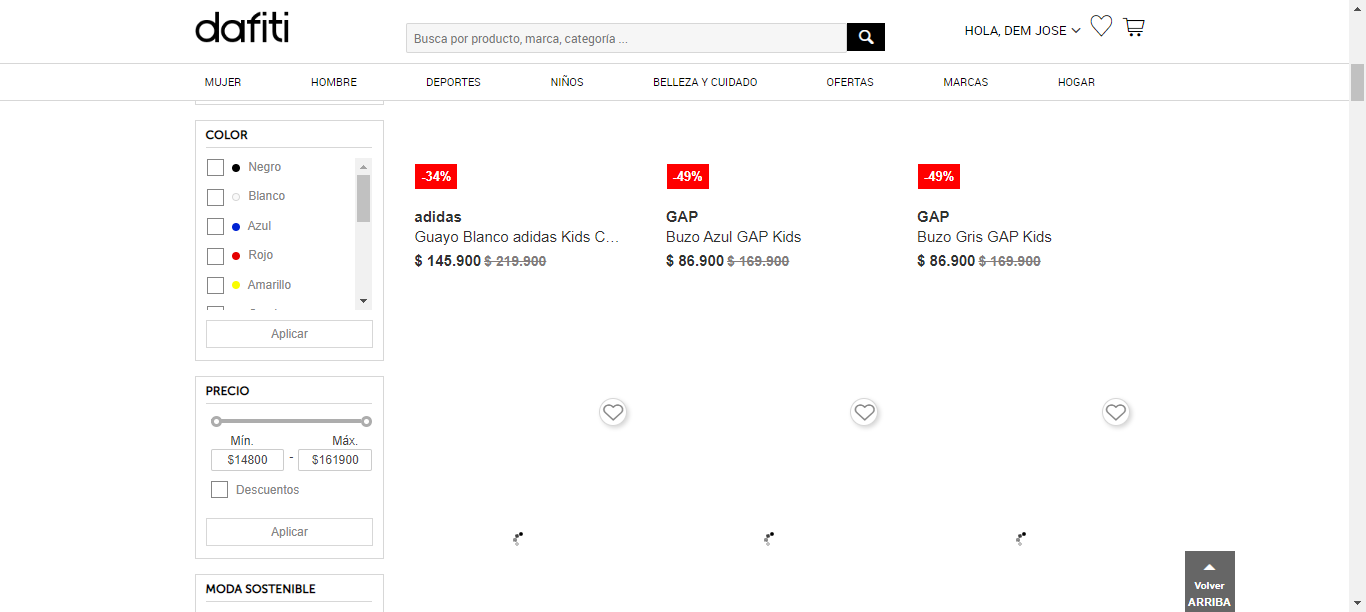 dafiti
Busca por producto, marca, categoría ...
HOLA, DEM JOSE
MUJER
HOMBRE
DEPORTES
NIÑOS
BELLEZA Y CUIDADO
OFERTAS
MARCAS
HOGAR
COLOR
Negro
Blanco
Azul
Rojo
Amarillo
Aplicar
PRECIO
Mín.
Máx.
$14800
-
$161900
Descuentos
Aplicar
MODA SOSTENIBLE
-34%
adidas
Guayo Blanco adidas Kids C...
$ 145.900 $ 219.900
-49%
GAP
Buzo Azul GAP Kids
$ 86.900 $ 169.900
-49%
GAP
Buzo Gris GAP Kids
$ 86.900 $ 169.900
Volver
ARRIBA